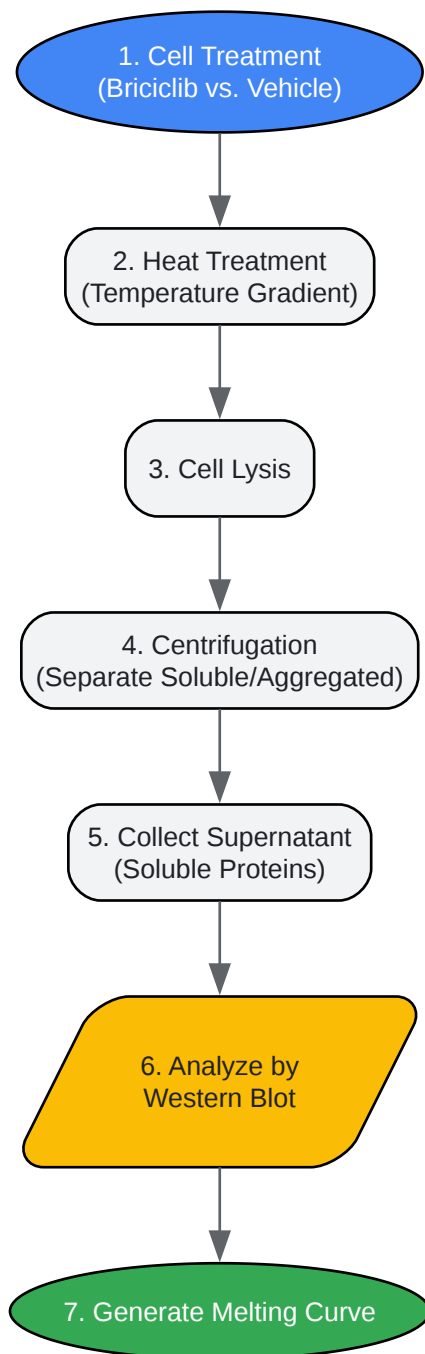 1. Cell Treatment
(Briciclib vs. Vehicle)
2. Heat Treatment
(Temperature Gradient)
3. Cell Lysis
4. Centrifugation
(Separate Soluble/Aggregated)
5. Collect Supernatant
(Soluble Proteins)
6. Analyze by
Western Blot
7. Generate Melting Curve